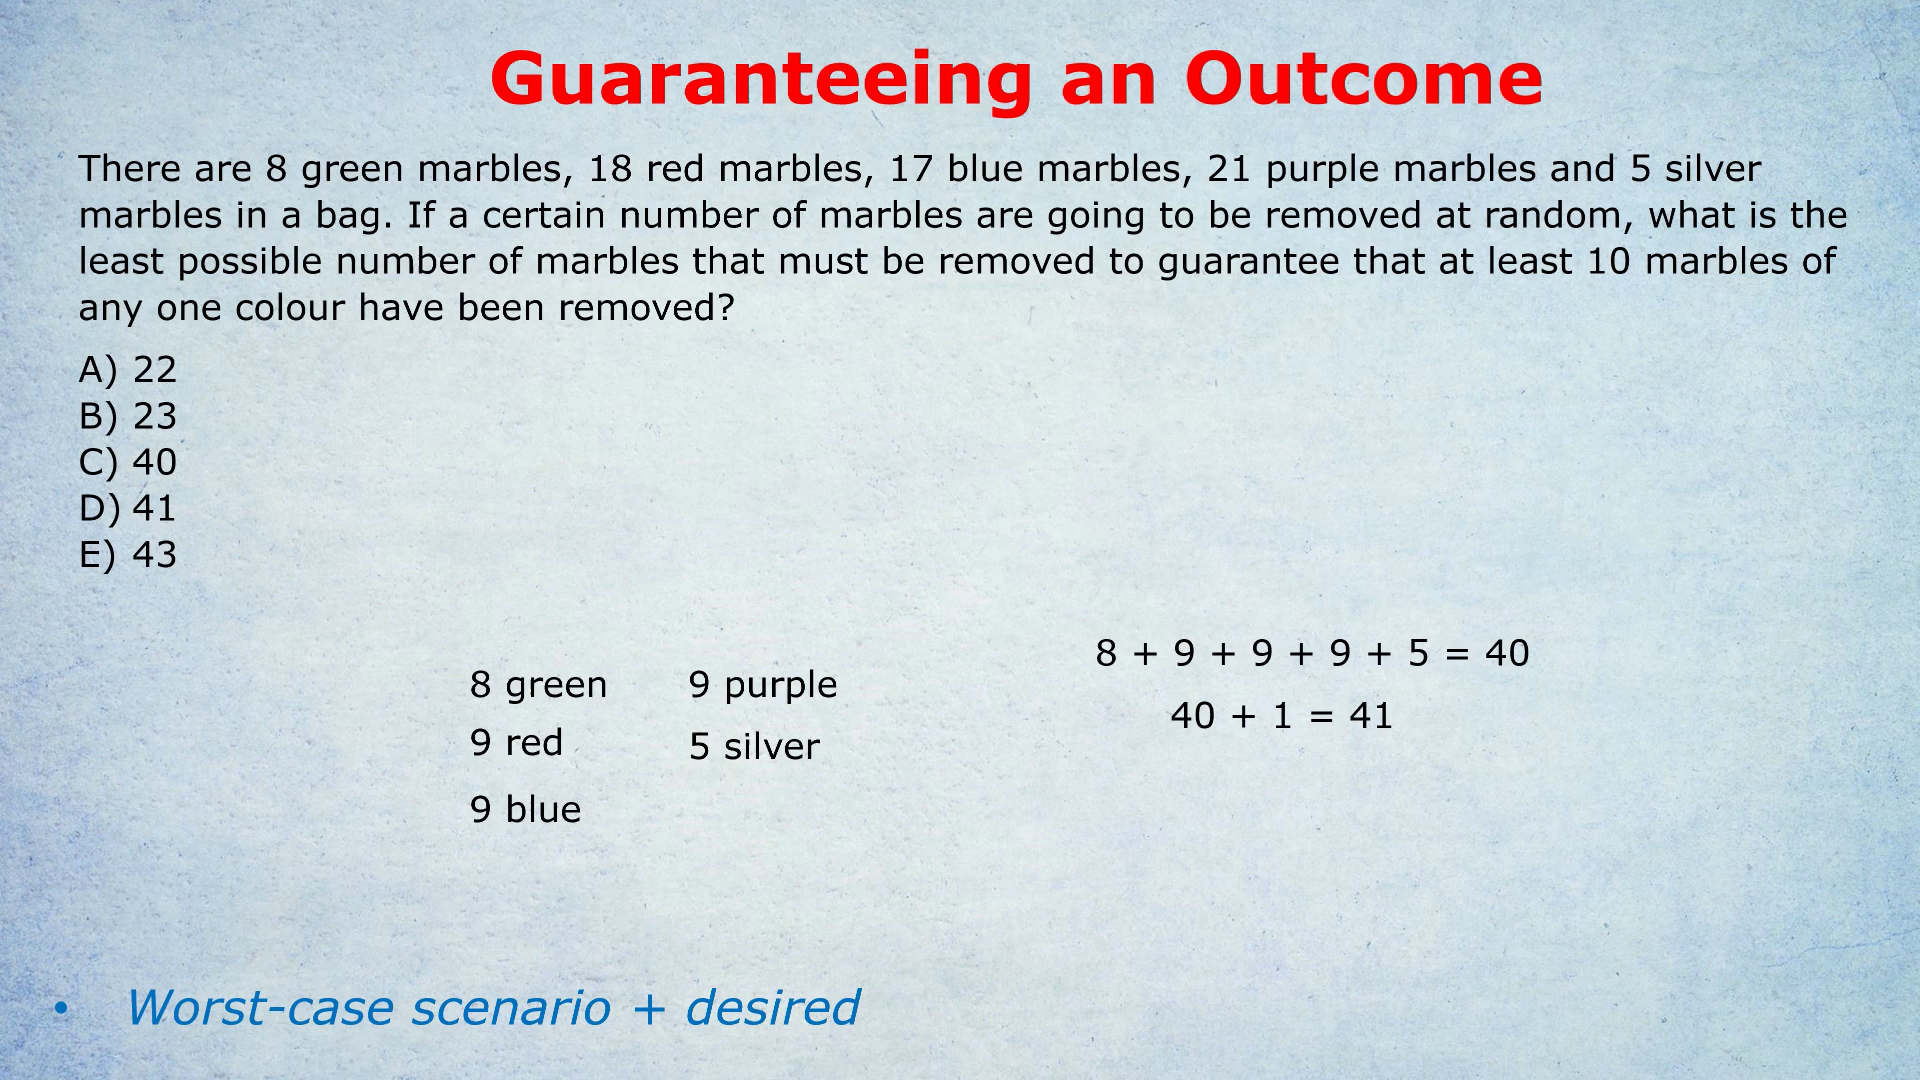 Guaranteeing an Outcome
There are 8 green marbles, 18 red marbles, 17 blue marbles, 21 purple marbles and 5 silver
marbles in a bag. If a certain number of marbles are going to be removed at random, what is the
least possible number of marbles that must be removed to guarantee that at least 10 marbles of
any one colour have been removed?
A) 22
B) 23
C) 40
D) 41
E) 43
8 green
9 red
9 blue
9 purple
5 silver
8 + 9 + 9 + 9 + 5 = 40
40 + 1 = 41
• Worst-case scenario + desired